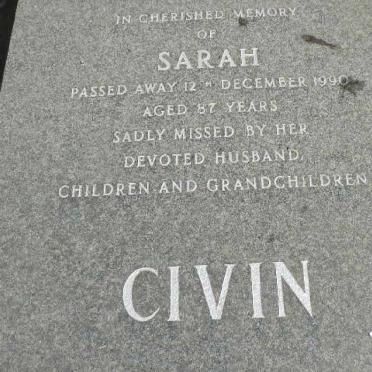 IN CHERISHED MEMORY
OF
SARAH
PASSED AWAY 12TH DECEMBER 1990
AGED 87 YEARS
SADLY MISSED BY HER
DEVOTED HUSBAND,
CHILDREN AND GRANDCHILDREN
CIVIN